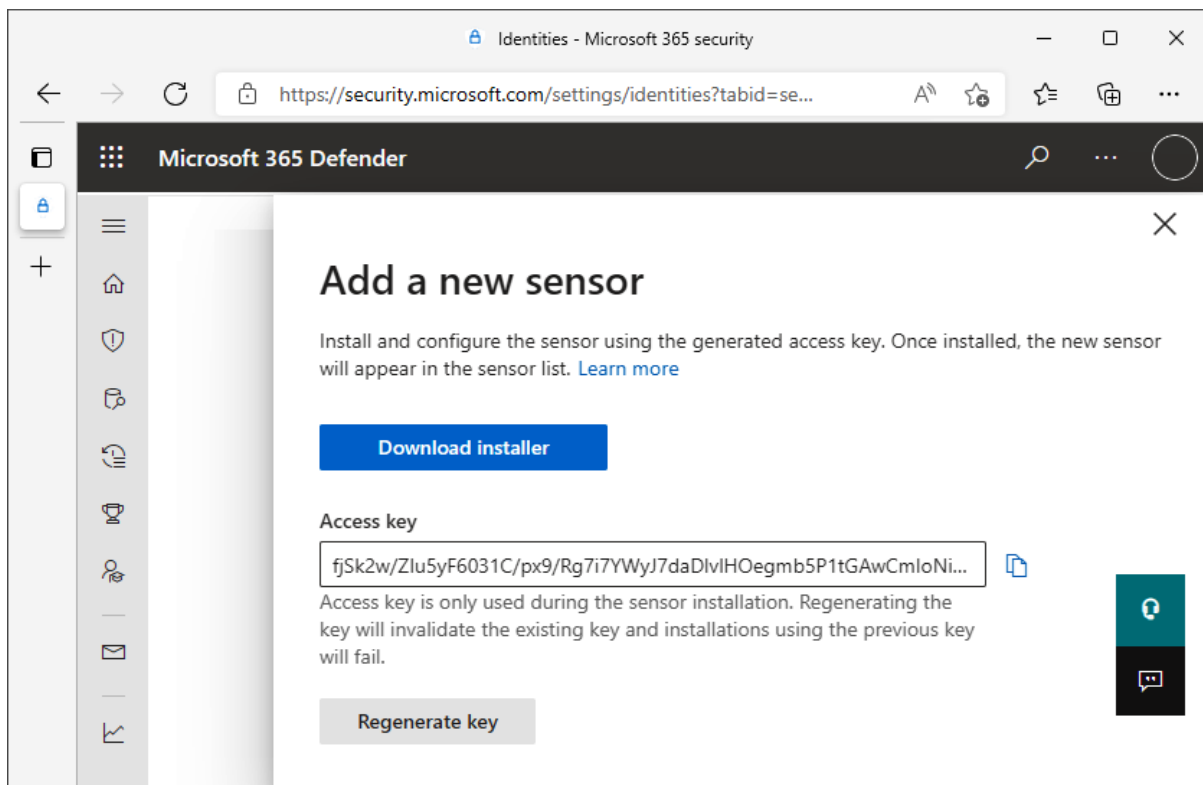 Identities - Microsoft 365 security
https://security.microsoft.com/settings/identities?tabid=se...
Microsoft 365 Defender
Add a new sensor
Install and configure the sensor using the generated access key. Once installed, the new sensor
will appear in the sensor list. Learn more
Download installer
Access key
fjSk2w/Zlu5yF6031C/px9/Rg7i7YWyJ7daDlvlHOegmb5P1tGAwCmIoNi...
Access key is only used during the sensor installation. Regenerating the
key will invalidate the existing key and installations using the previous key
will fail.
Regenerate key